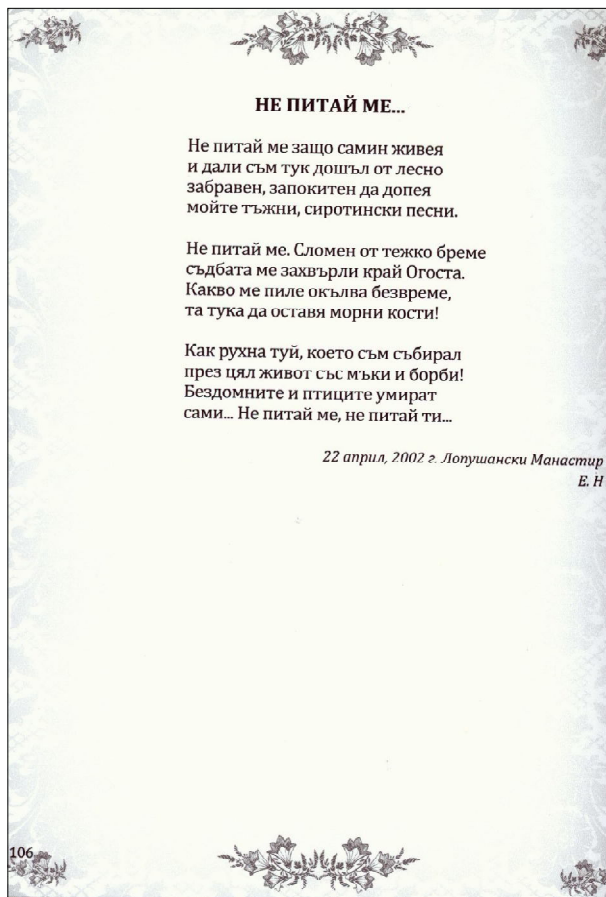 НЕ ПИТАЙ МЕ...
Не питай ме защо самин живея
и дали съм тук дошъл от лесно
забравен, запокитен да допея
мойте тъжни, сиротински песни.
Не питай ме. Сломен от тежко бреме
съдбата ме захвърли край Огоста.
Какво ме пиле окълва безвреме,
та тука да оставя морни кости!
Как рухна туй, което съм събирал
през цял живот със мъки и борби!
Бездомните и птиците умират
сами... Не питай ме, не питай ти...
22 април, 2002 г. Лопушански Манастир
Е. Н
106